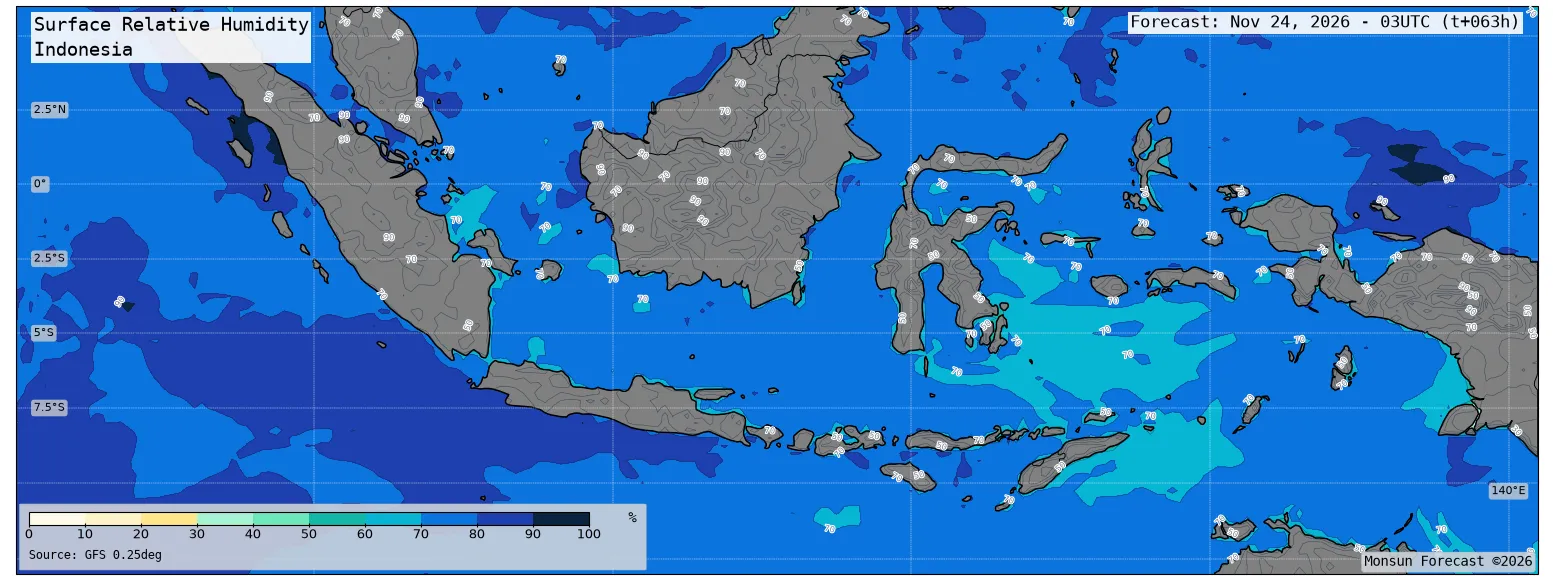 Surface Relative Humidity
Indonesia
Forecast: Nov 24, 2026 - 03UTC (t+063h)
2.5°N
0°
2.5°S
5°S
7.5°S
140°E
%
0 10 20 30 40 50 60 70 80 90 100
Source: GFS 0.25deg
Monsun Forecast ©2026